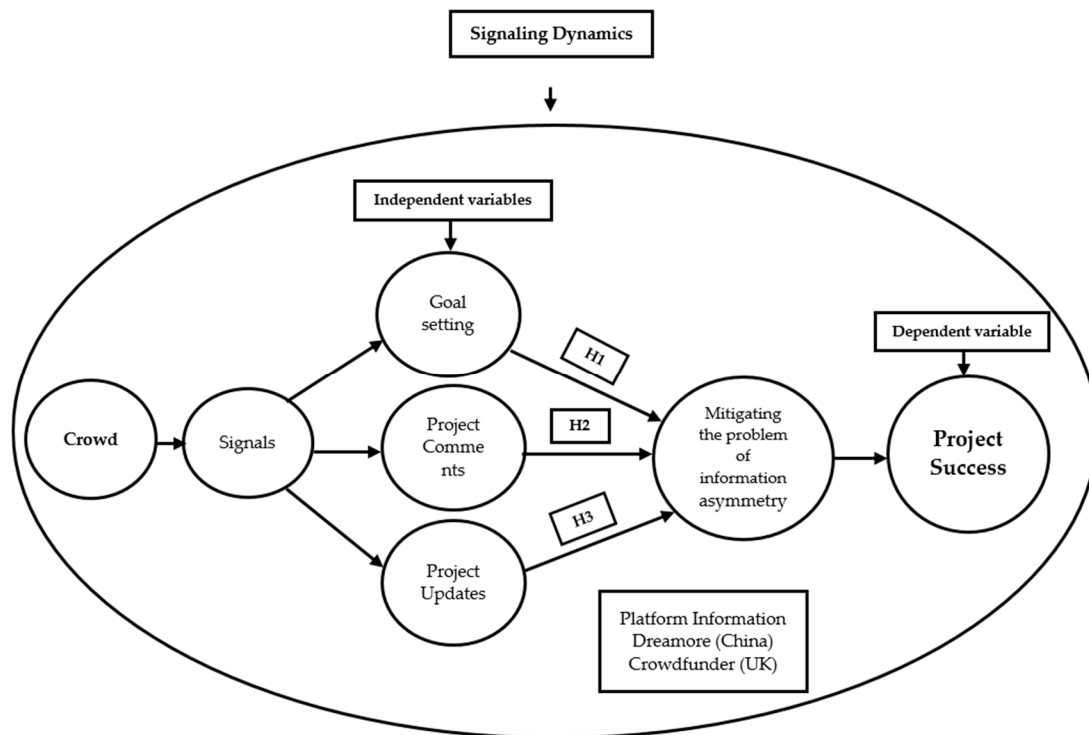 Signaling Dynamics
Independent variables
Goal
setting
H1
Dependent variable
Crowd
Signals
Project
Comme
nts
H2
Mitigating
the problem
of
information
asymmetry
Project
Success
H3
Project
Updates
Platform Information
Dreamore (China)
Crowdfunder (UK)